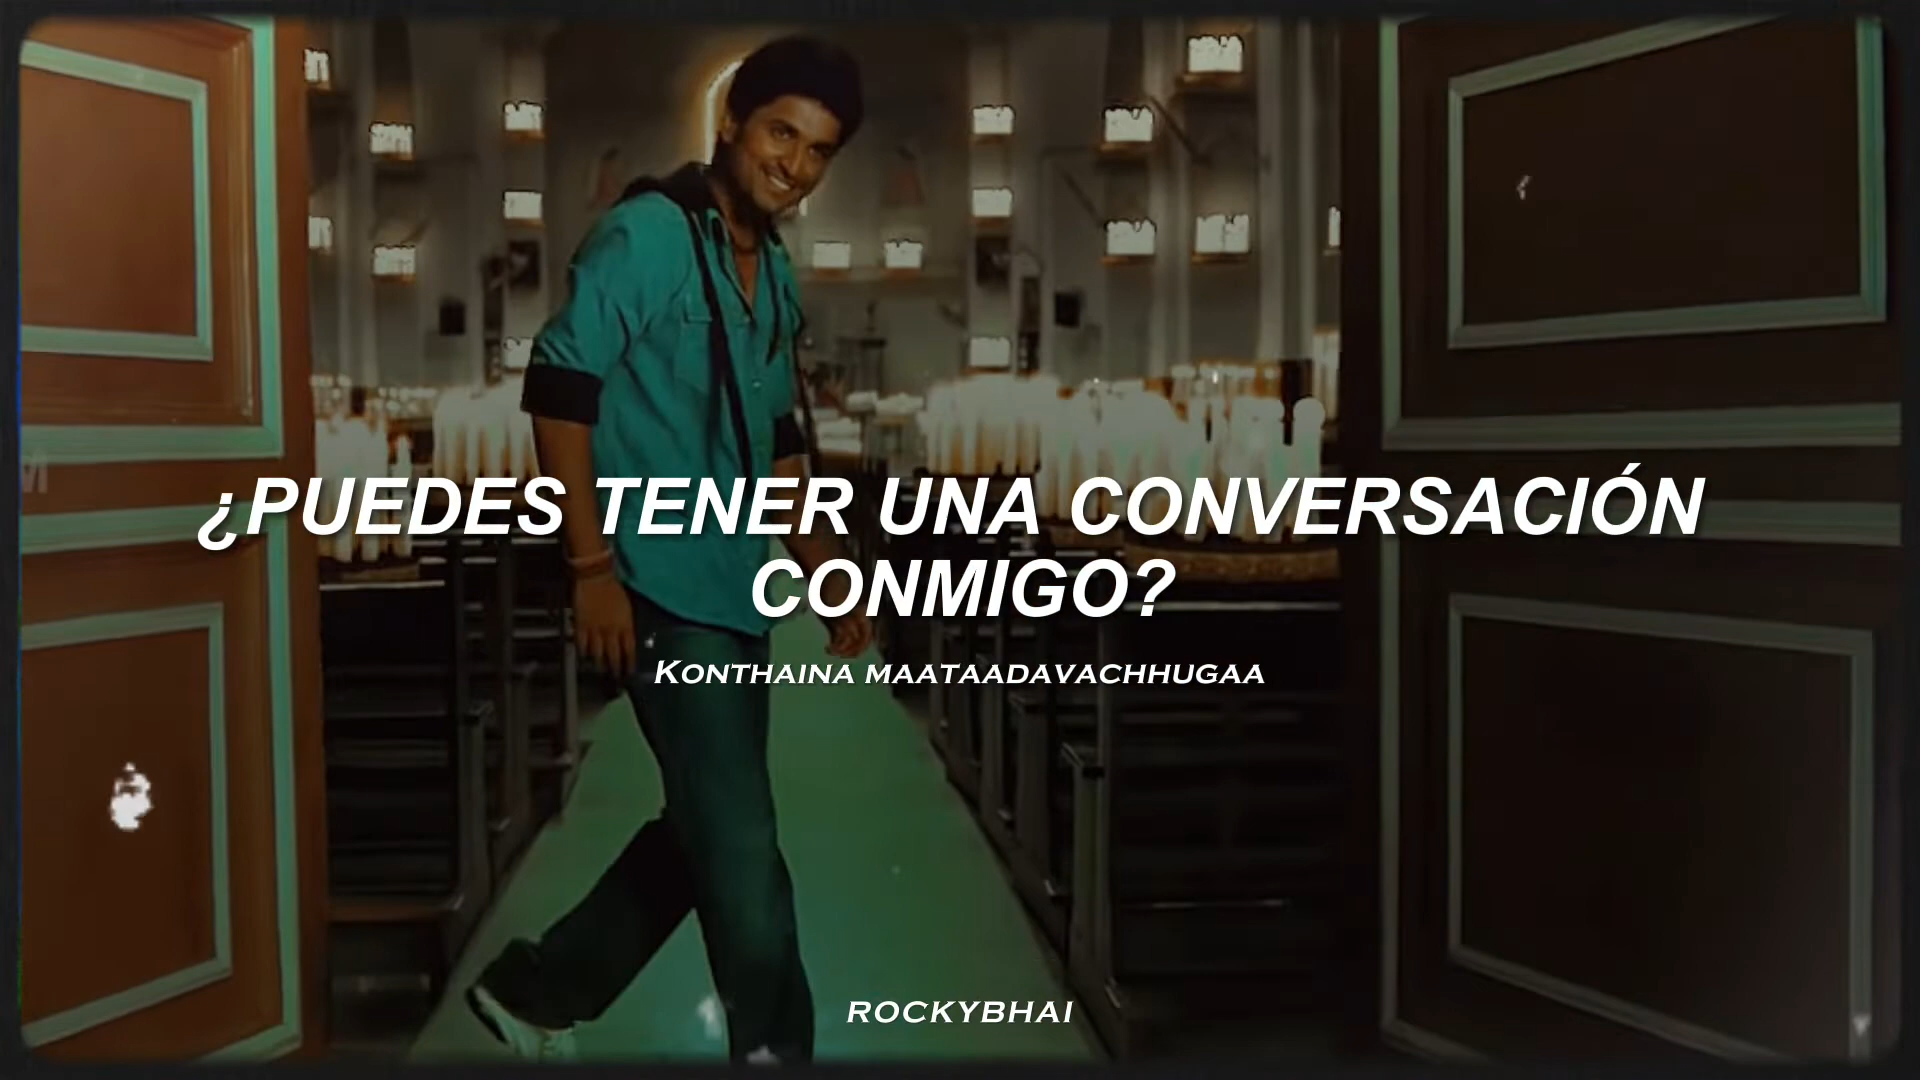 ¿PUEDES TENER UNA CONVERSACIÓN
CONMIGO?
KONTHAINA MAATAADAVACHHUGAA
ROCKYBHAI